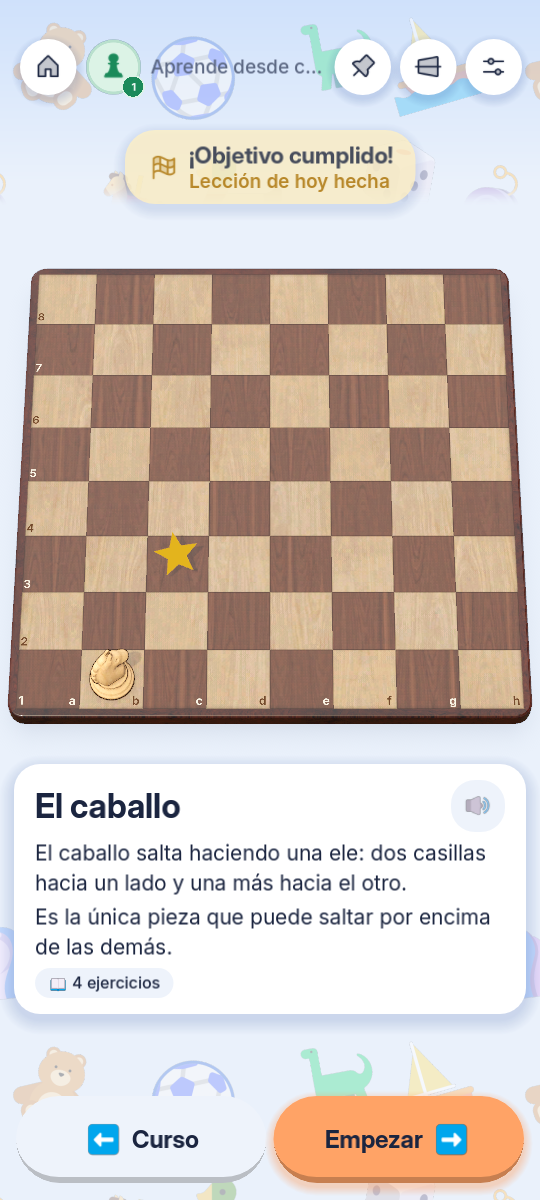 1
Aprende desde c...
¡Objetivo cumplido!
Lección de hoy hecha
8
7
6
5
4
3
2
1 a b c d e f g h
El caballo
El caballo salta haciendo una ele: dos casillas
hacia un lado y una más hacia el otro.
Es la única pieza que puede saltar por encima
de las demás.
4 ejercicios
Curso
Empezar